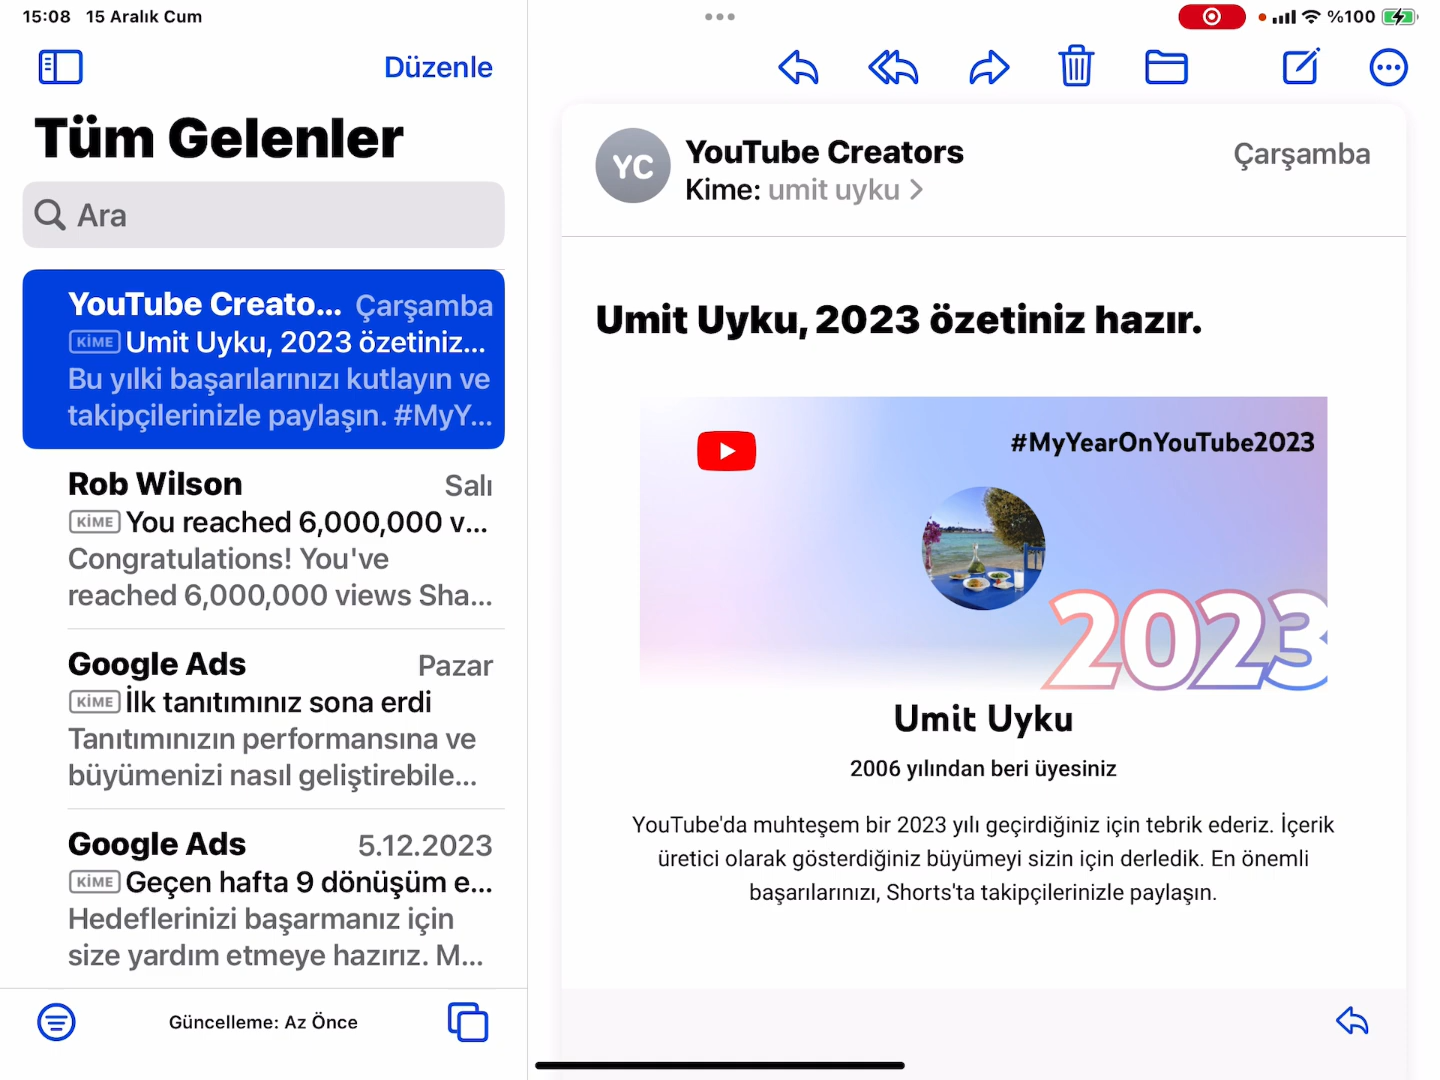 15:08 15 Aralık Cum
%100
Düzenle
Tüm Gelenler
Ara
YouTube Creato... Çarşamba
KİME Umit Uyku, 2023 özetiniz...
Bu yılki başarılarınızı kutlayın ve
takipçilerinizle paylaşın. #MyY...
Rob Wilson Salı
KİME You reached 6,000,000 v...
Congratulations! You've
reached 6,000,000 views Sha...
Google Ads Pazar
KİME İlk tanıtımınız sona erdi
Tanıtımınızın performansına ve
büyümenizi nasıl geliştirebile...
Google Ads 5.12.2023
KİME Geçen hafta 9 dönüşüm e...
Hedeflerinizi başarmanız için
size yardım etmeye hazırız. M...
Güncelleme: Az Önce
YC
YouTube Creators Çarşamba
Kime: umit uyku
Umit Uyku, 2023 özetiniz hazır.
#MyYearOnYouTube2023
2023
Umit Uyku
2006 yılından beri üyesiniz
YouTube'da muhteşem bir 2023 yılı geçirdiğiniz için tebrik ederiz. İçerik
üretici olarak gösterdiğiniz büyümeyi sizin için derledik. En önemli
başarılarınızı, Shorts'ta takipçilerinizle paylaşın.